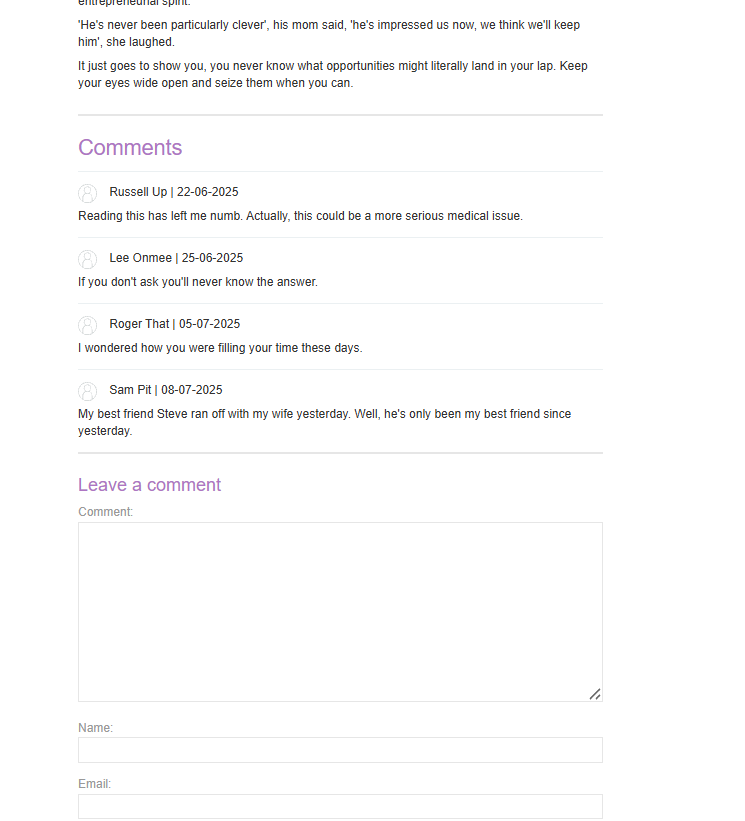 entrepreneurial spirit.
'He's never been particularly clever', his mom said, 'he's impressed us now, we think we'll keep
him', she laughed.
It just goes to show you, you never know what opportunities might literally land in your lap. Keep
your eyes wide open and seize them when you can.
Comments
Russell Up | 22-06-2025
Reading this has left me numb. Actually, this could be a more serious medical issue.
Lee Onmee | 25-06-2025
If you don't ask you'll never know the answer.
Roger That | 05-07-2025
I wondered how you were filling your time these days.
Sam Pit | 08-07-2025
My best friend Steve ran off with my wife yesterday. Well, he's only been my best friend since
yesterday.
Leave a comment
Comment:
Name:
Email: